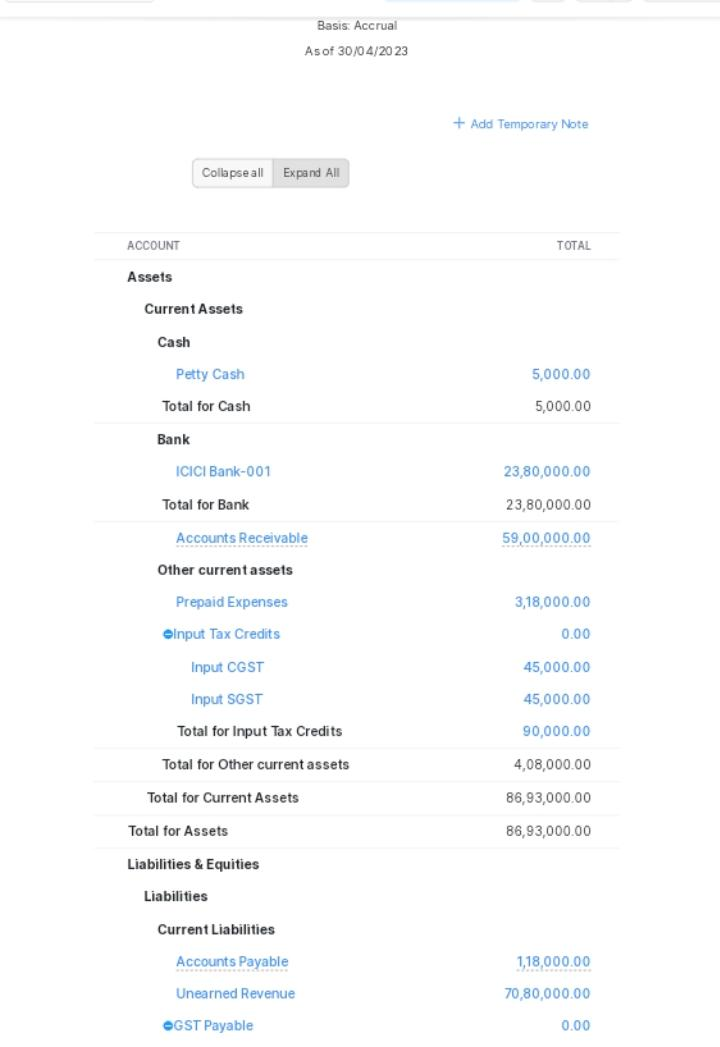 Basis: Accrual
As of 30/04/2023
+ Add Temporary Note
Collapse all Expand All
ACCOUNT TOTAL
Assets
Current Assets
Cash
Petty Cash 5,000.00
Total for Cash 5,000.00
Bank
ICICI Bank-001 23,80,000.00
Total for Bank 23,80,000.00
Accounts Receivable 59,00,000.00
Other current assets
Prepaid Expenses 3,18,000.00
Input Tax Credits 0.00
Input CGST 45,000.00
Input SGST 45,000.00
Total for Input Tax Credits 90,000.00
Total for Other current assets 4,08,000.00
Total for Current Assets 86,93,000.00
Total for Assets 86,93,000.00
Liabilities & Equities
Liabilities
Current Liabilities
Accounts Payable 1,18,000.00
Unearned Revenue 70,80,000.00
GST Payable 0.00